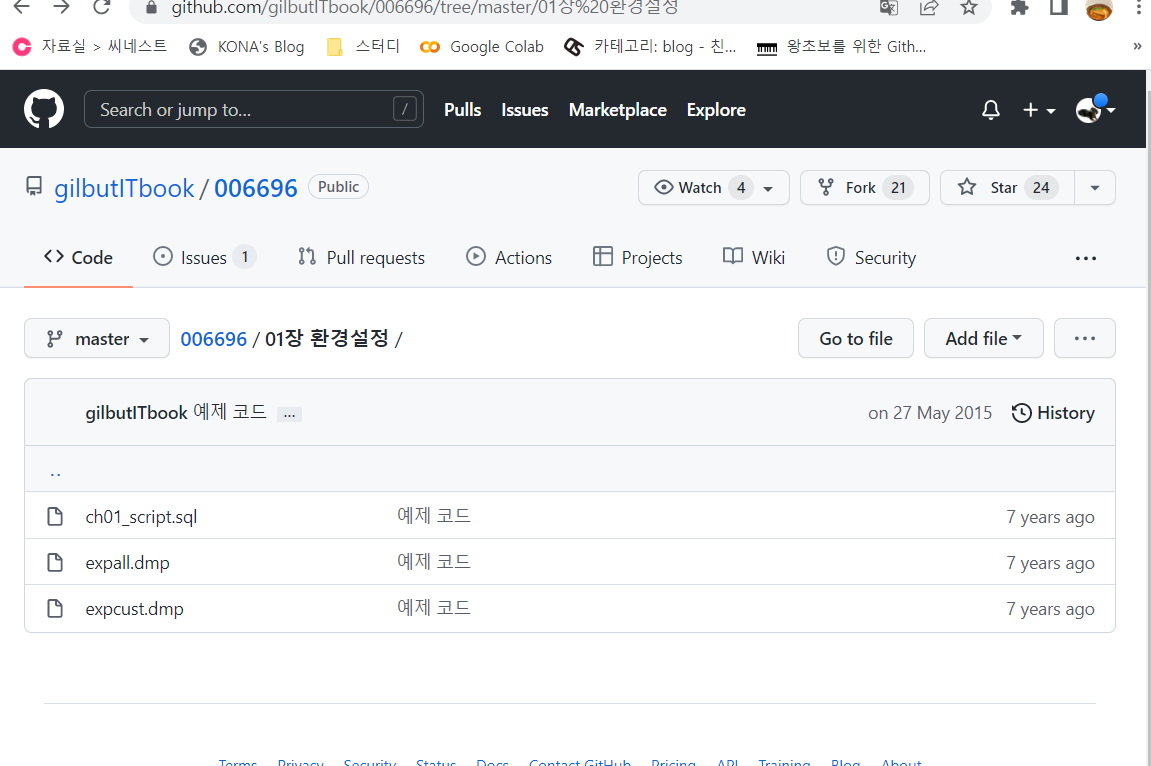 github.com/gilbutITbook/006696/tree/master/01장%20환경설정
자료실 > 씨네스트 KONA's Blog 스터디 Google Colab 카테고리: blog - 친... 왕초보를 위한 Gith... »
Search or jump to... / Pulls Issues Marketplace Explore
gilbutITbook / 006696 Public Watch 4 Fork 21 Star 24
Code Issues 1 Pull requests Actions Projects Wiki Security ...
master 006696 / 01장 환경설정 / Go to file Add file ...
gilbutITbook 예제 코드 ... on 27 May 2015 History
..
ch01_script.sql 예제 코드 7 years ago
expall.dmp 예제 코드 7 years ago
expcust.dmp 예제 코드 7 years ago
Terms Privacy Security Status Docs Contact GitHub Pricing API Training Blog About